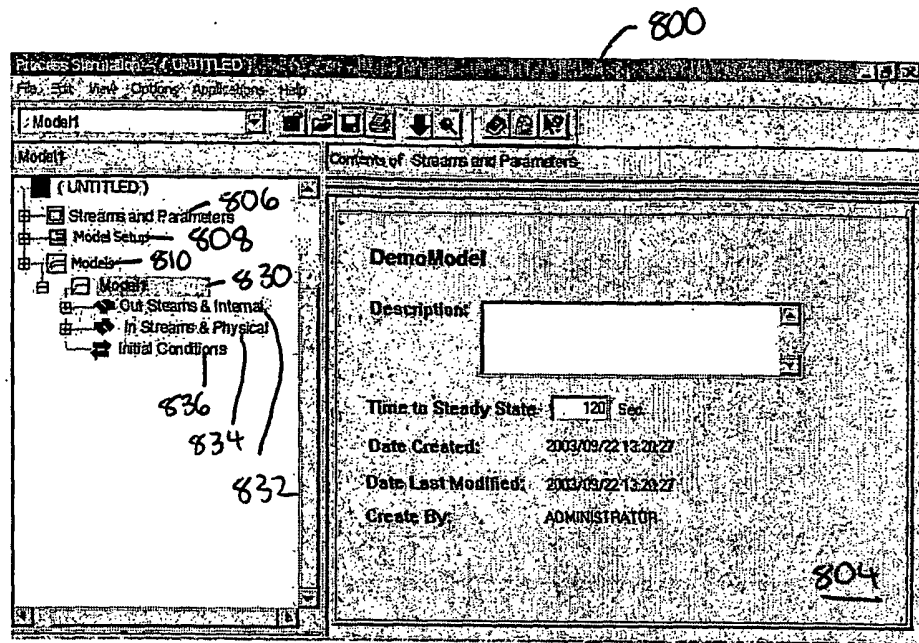 800
Process Simulation - ( UNTITLED )
File Edit View Options Applications Help
: Model1
Model1
Contents of Streams and Parameters
( UNTITLED )
Streams and Parameters 806
Model Setup 808
Models 810
Model1 830
Out Streams & Internal
In Streams & Physical
Initial Conditions
836
834
832
DemoModel
Description:
Time to Steady State 120 Sec
Date Created: 2003/09/22 13:20:27
Date Last Modified: 2003/09/22 13:20:27
Create By: ADMINISTRATOR
804